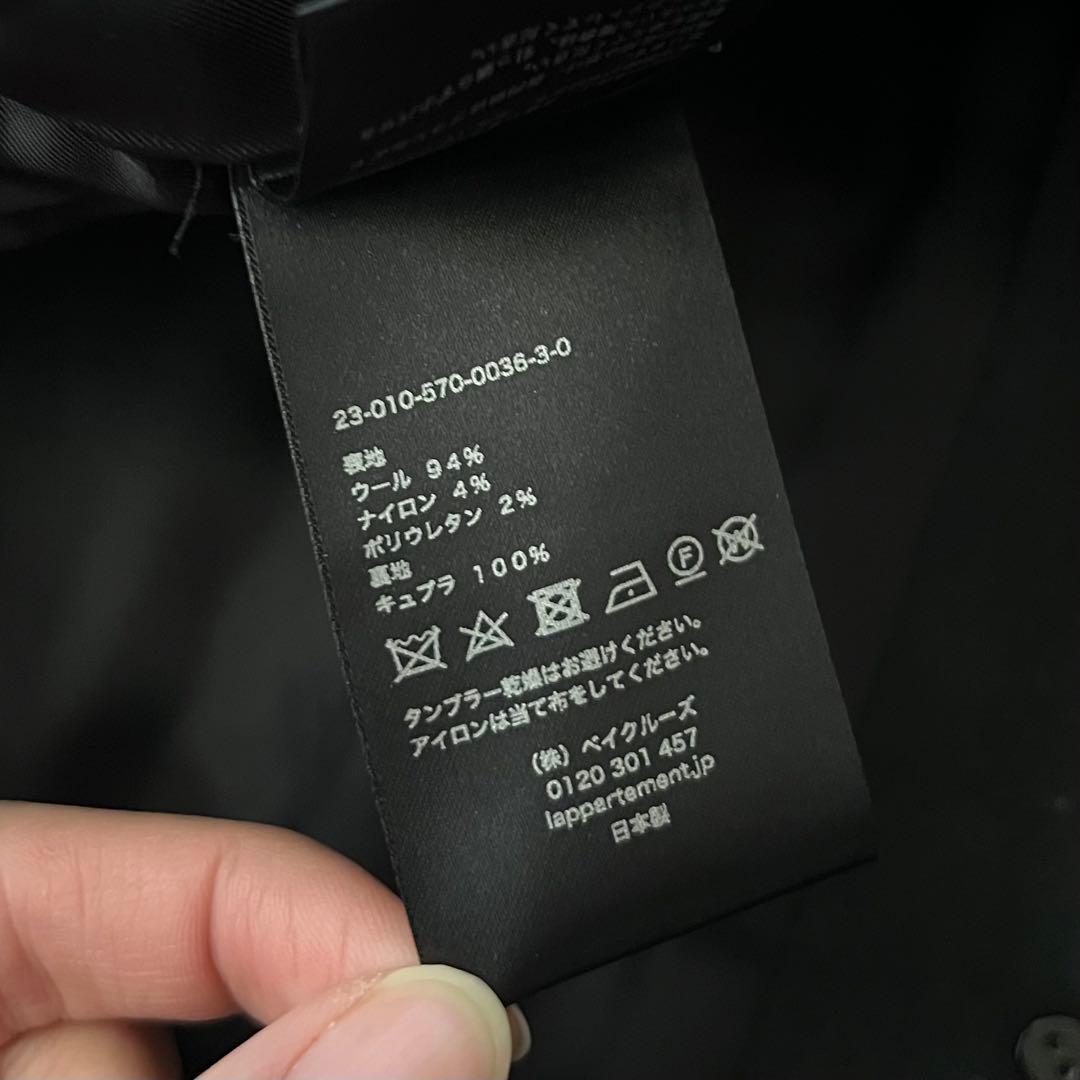 23-010-570-0036-3-0
表地
ウール 94%
ナイロン 4%
ポリウレタン 2%
裏地
キュプラ 100%
F
W
タンブラー乾燥はお避けください。
アイロンは当て布をしてください。
(株) ベイクルーズ
0120 301 457
lappartement.jp
日本製